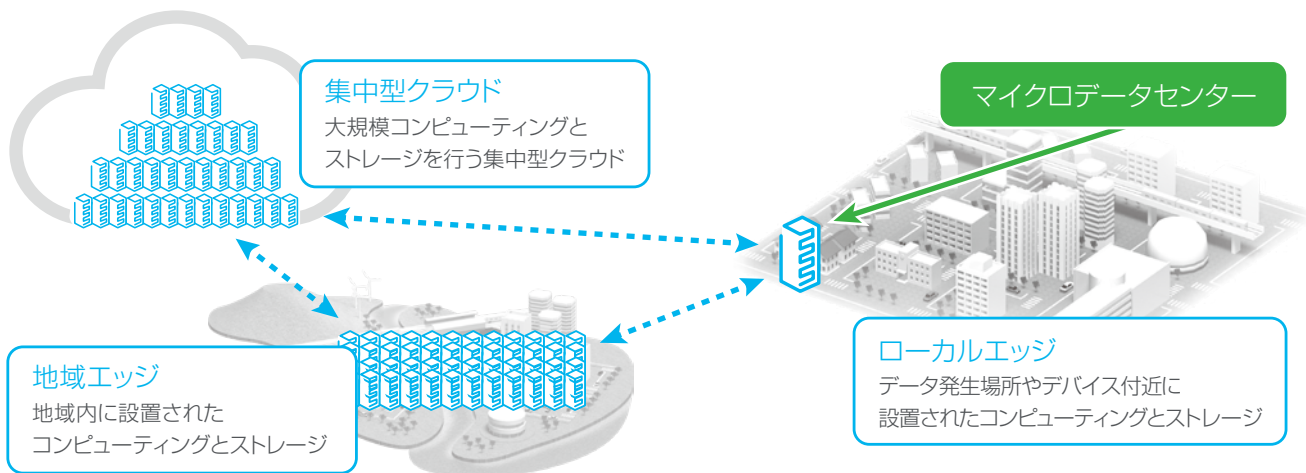 集中型クラウド
大規模コンピューティングと
ストレージを行う集中型クラウド
マイクロデータセンター
地域エッジ
地域内に設置された
コンピューティングとストレージ
ローカルエッジ
データ発生場所やデバイス付近に
設置されたコンピューティングとストレージ